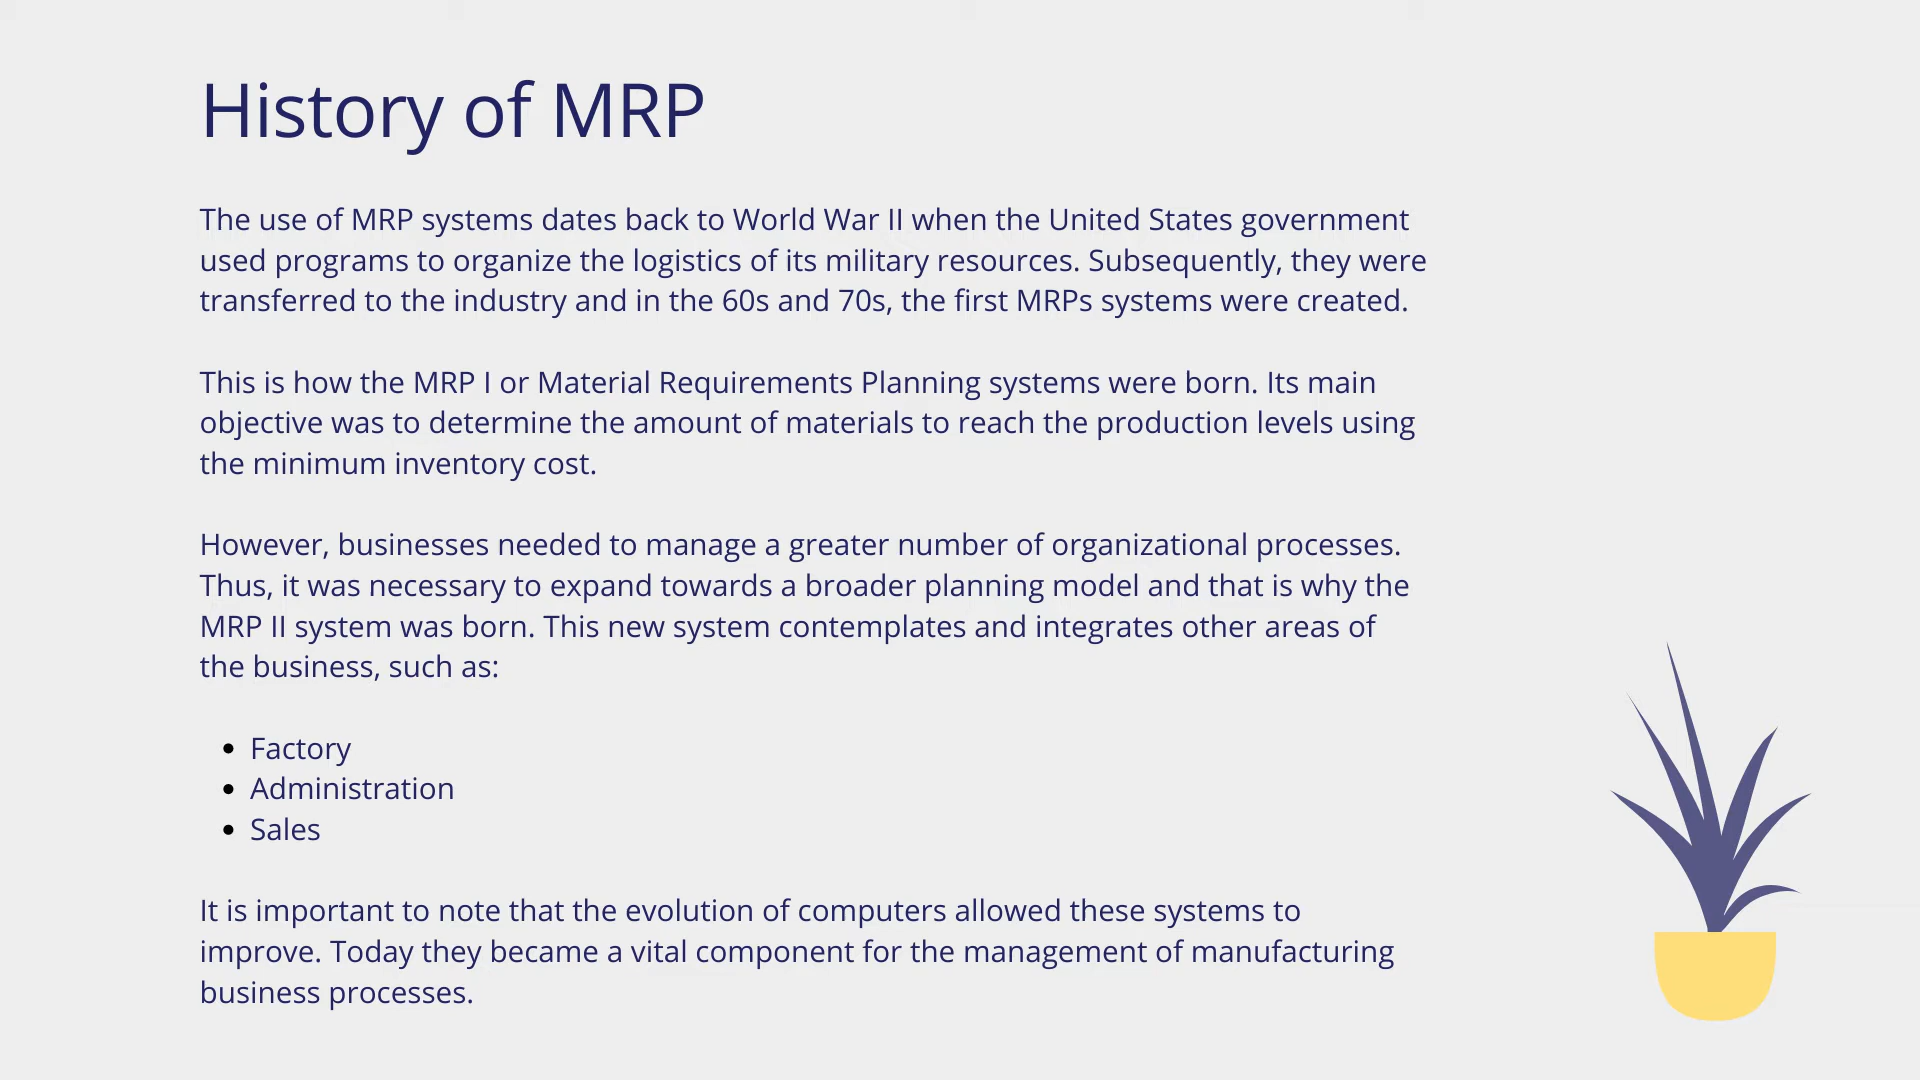 History of MRP
The use of MRP systems dates back to World War II when the United States government
used programs to organize the logistics of its military resources. Subsequently, they were
transferred to the industry and in the 60s and 70s, the first MRPs systems were created.
This is how the MRP I or Material Requirements Planning systems were born. Its main
objective was to determine the amount of materials to reach the production levels using
the minimum inventory cost.
However, businesses needed to manage a greater number of organizational processes.
Thus, it was necessary to expand towards a broader planning model and that is why the
MRP II system was born. This new system contemplates and integrates other areas of
the business, such as:
• Factory
• Administration
• Sales
It is important to note that the evolution of computers allowed these systems to
improve. Today they became a vital component for the management of manufacturing
business processes.